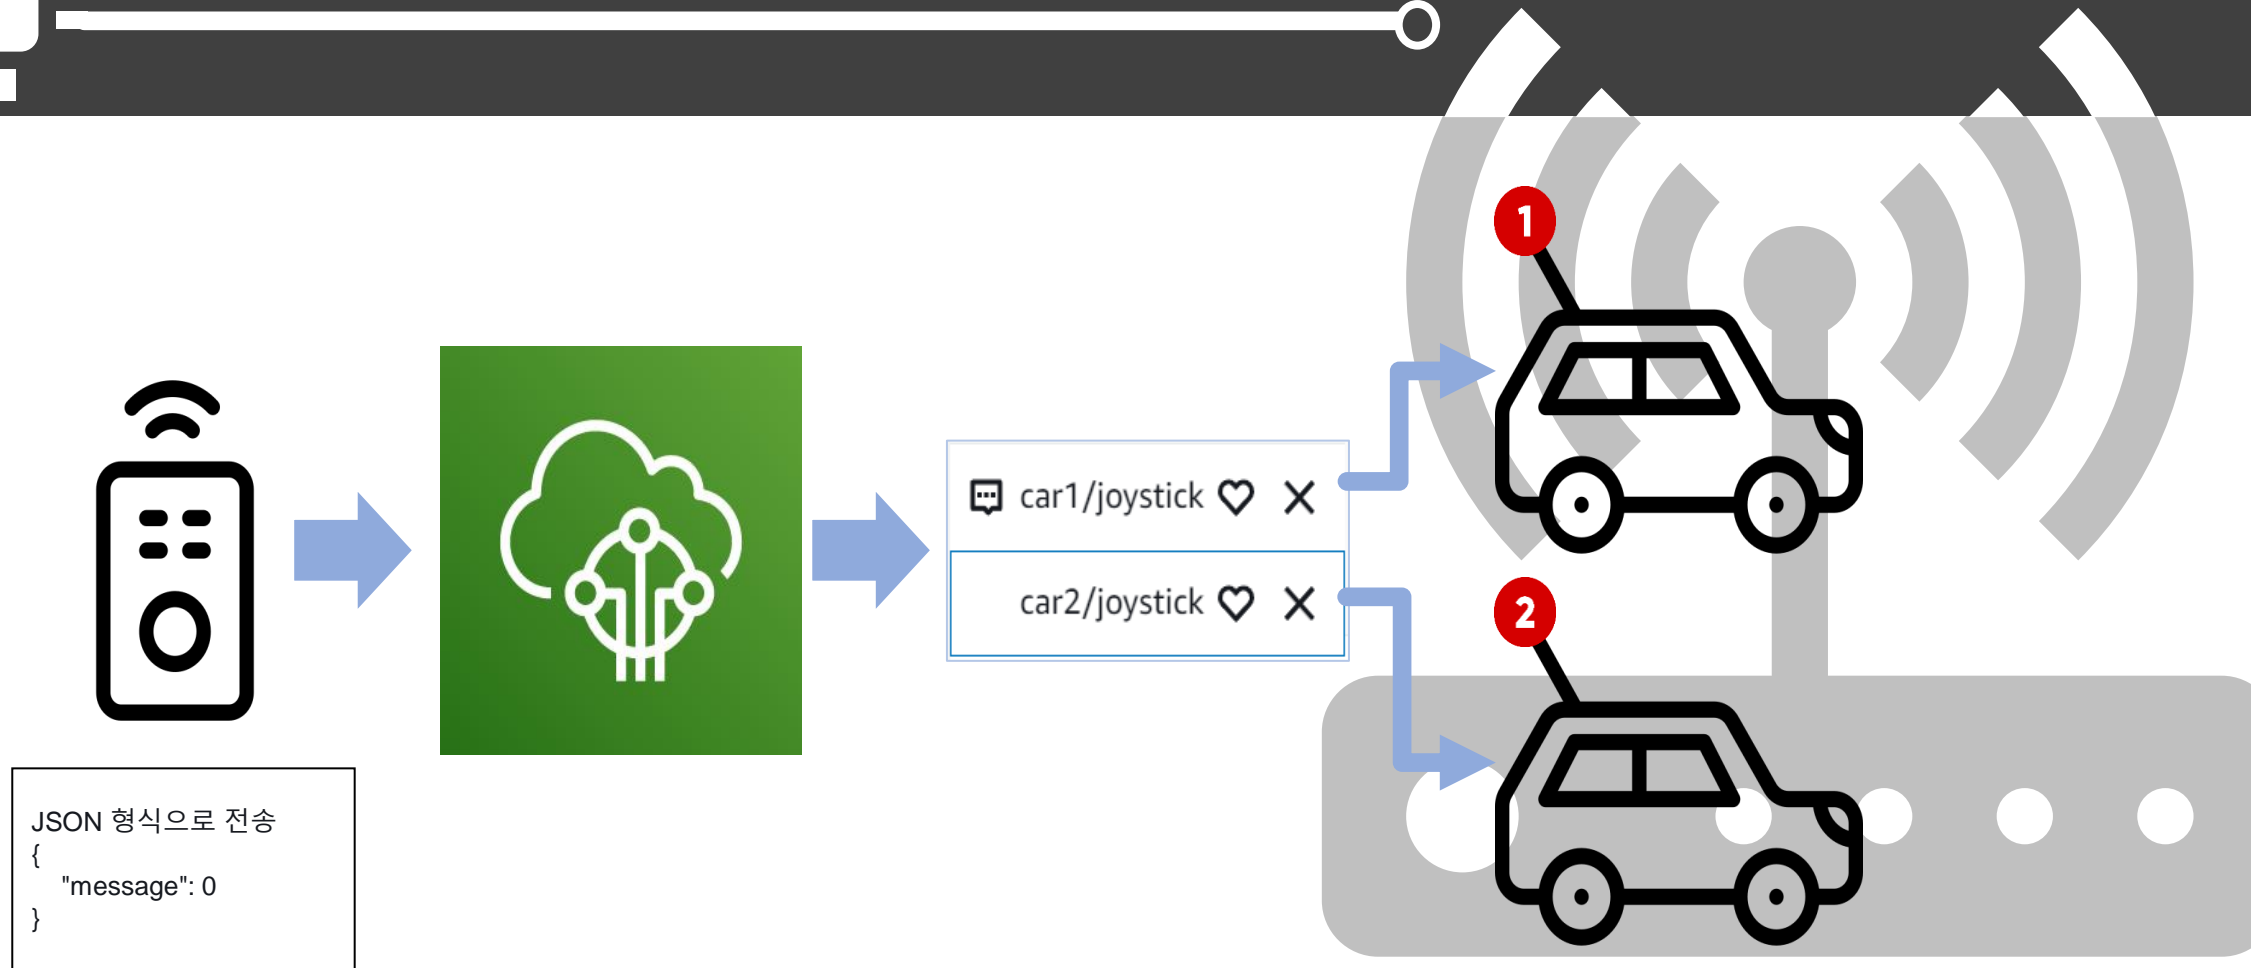 1
car1/joystick
car2/joystick
2
JSON 형식으로 전송
{
"message": 0
}